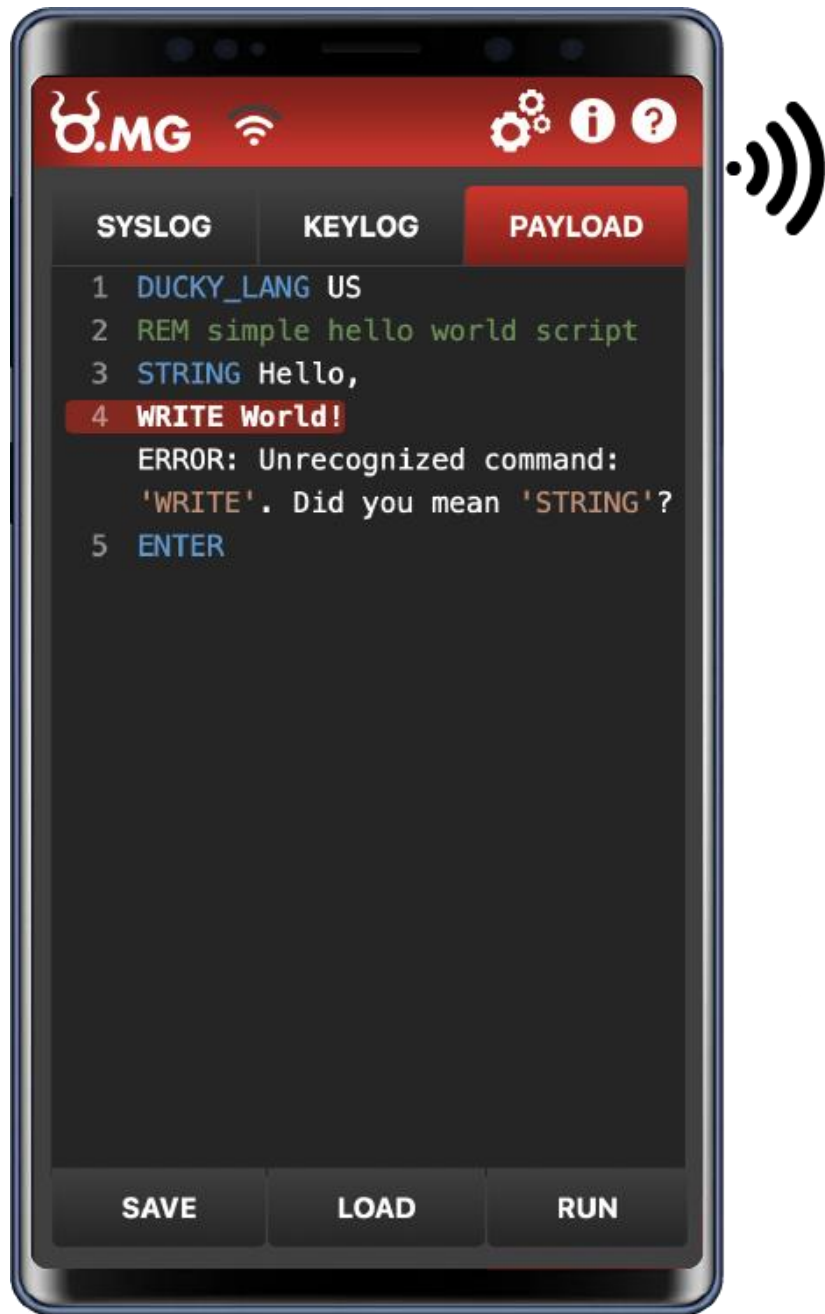 O.MG
SYSLOG KEYLOG PAYLOAD
1 DUCKY_LANG US
2 REM simple hello world script
3 STRING Hello,
4 WRITE World!
ERROR: Unrecognized command:
'WRITE'. Did you mean 'STRING'?
5 ENTER
SAVE LOAD RUN